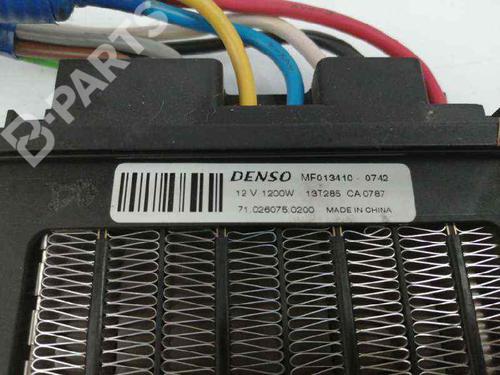 B-PARTS
DENSO MF013410 - 0742
12 V 1200W 13T285 CA 0787
71.026075.0200 MADE IN CHINA